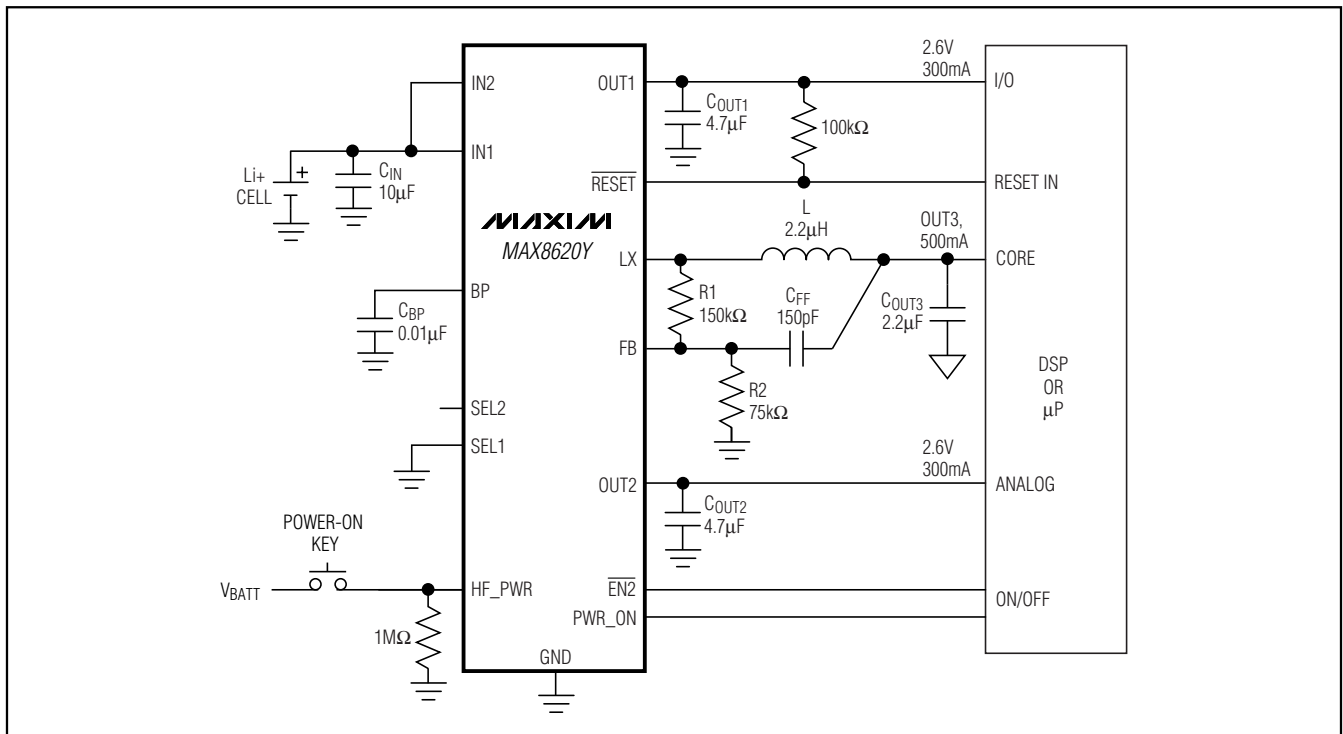 IN2
IN1
Li+
CELL
+
CIN
10µF
BP
CBP
0.01µF
SEL2
SEL1
POWER-ON
KEY
VBATT
HF_PWR
1MΩ
GND
MAXIM
MAX8620Y
OUT1
RESET
LX
FB
OUT2
EN2
PWR_ON
COUT1
4.7µF
100kΩ
L
2.2µH
R1
150kΩ
CFF
150pF
R2
75kΩ
COUT2
4.7µF
2.6V
300mA
OUT3,
500mA
COUT3
2.2µF
2.6V
300mA
I/O
RESET IN
CORE
DSP
OR
µP
ANALOG
ON/OFF